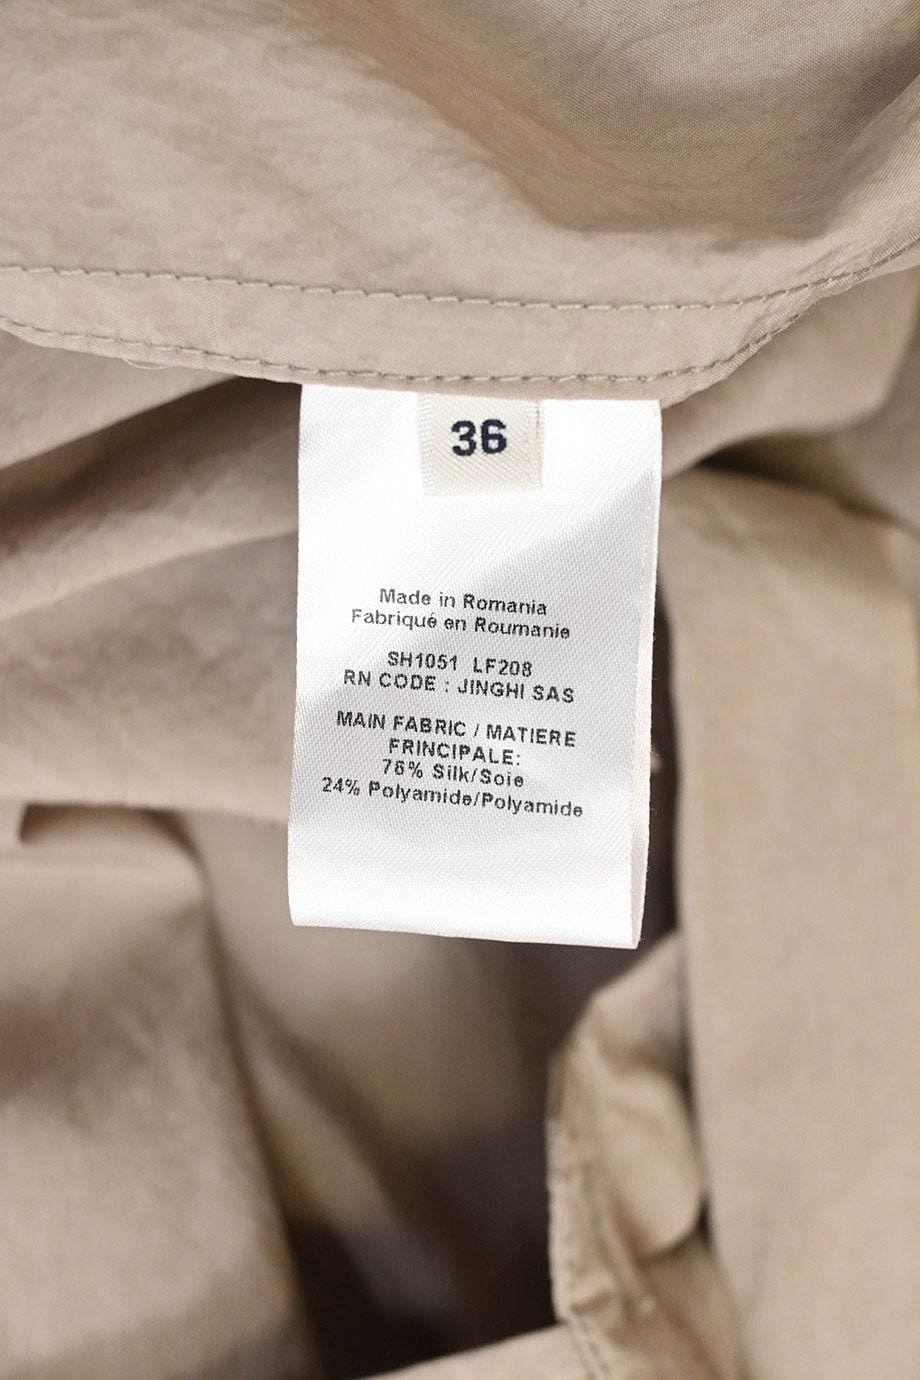 36
Made in Romania
Fabriqué en Roumanie
SH1051 LF208
RN CODE : JINGHI SAS
MAIN FABRIC / MATIERE
FRINCIPALE:
76% Silk/Soie
24% Polyamide/Polyamide